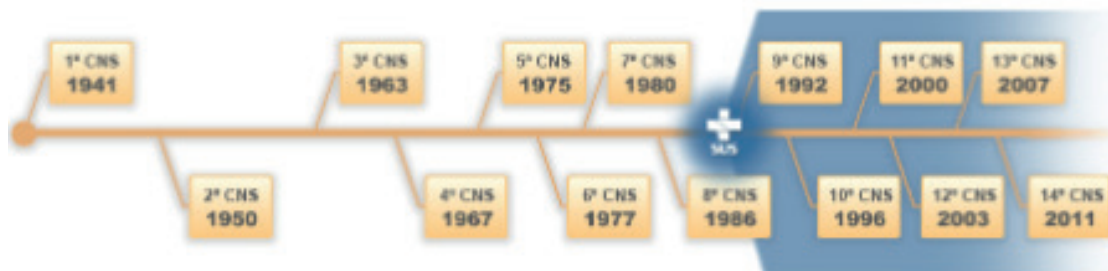 1ª CNS
1941
2ª CNS
1950
3ª CNS
1963
4ª CNS
1967
5ª CNS
1975
6ª CNS
1977
7ª CNS
1980
8ª CNS
1986
SUS
9ª CNS
1992
10ª CNS
1996
11ª CNS
2000
12ª CNS
2003
13ª CNS
2007
14ª CNS
2011